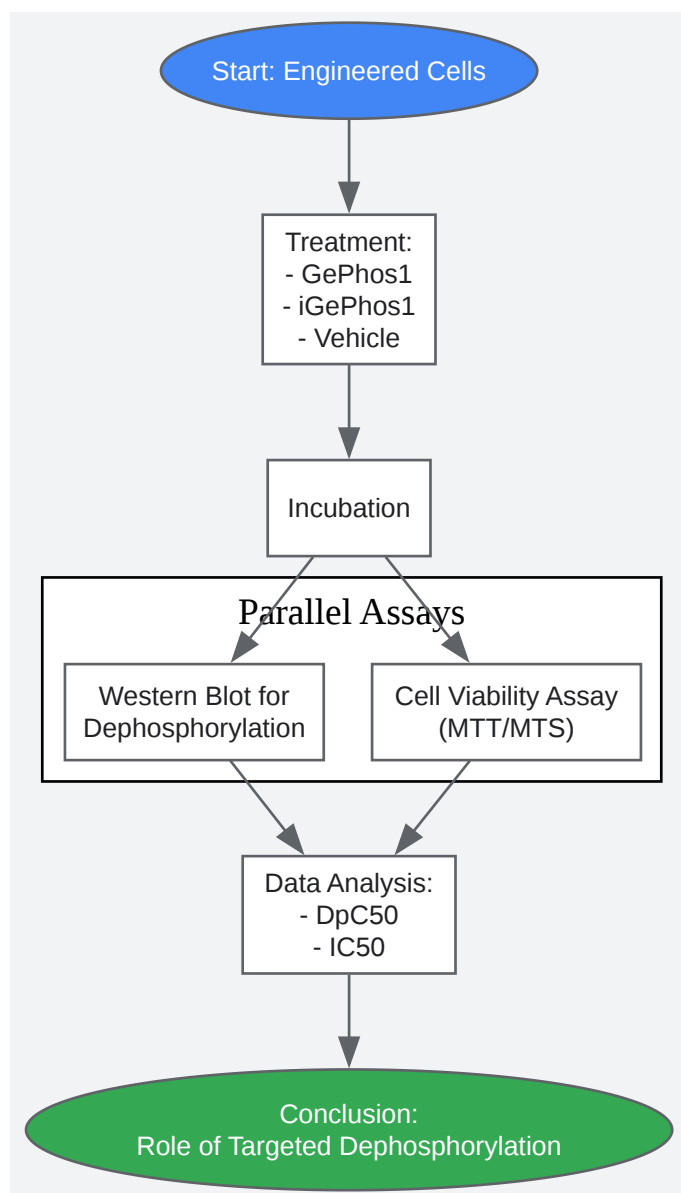 Start: Engineered Cells
Treatment:
- GePhos1
- iGePhos1
- Vehicle
Incubation
Parallel Assays
Western Blot for
Dephosphorylation
Cell Viability Assay
(MTT/MTS)
Data Analysis:
- DpC50
- IC50
Conclusion:
Role of Targeted Dephosphorylation